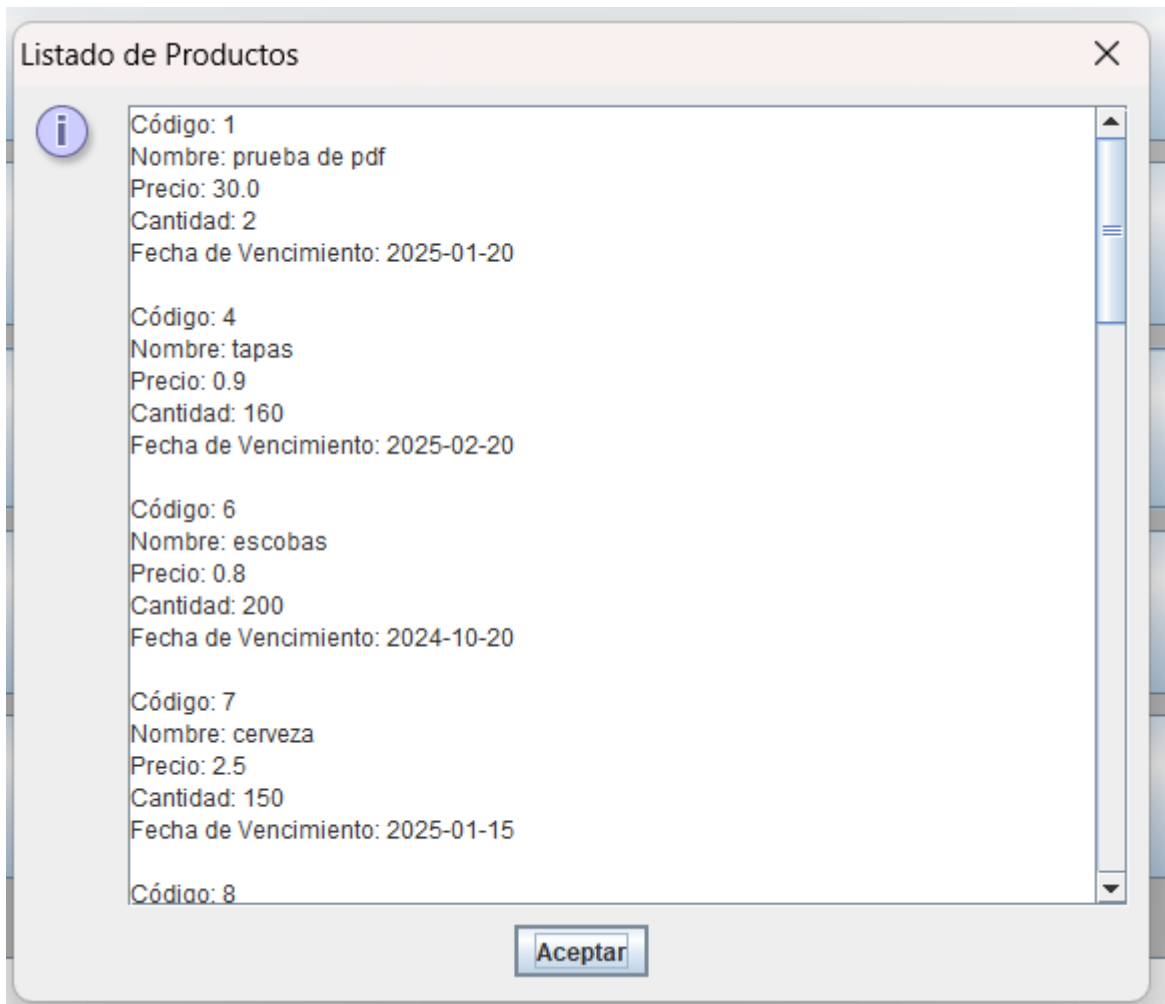 Listado de Productos
Código: 1
Nombre: prueba de pdf
Precio: 30.0
Cantidad: 2
Fecha de Vencimiento: 2025-01-20
Código: 4
Nombre: tapas
Precio: 0.9
Cantidad: 160
Fecha de Vencimiento: 2025-02-20
Código: 6
Nombre: escobas
Precio: 0.8
Cantidad: 200
Fecha de Vencimiento: 2024-10-20
Código: 7
Nombre: cerveza
Precio: 2.5
Cantidad: 150
Fecha de Vencimiento: 2025-01-15
Código: 8
Aceptar